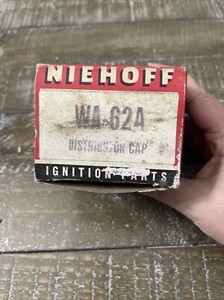 NIEHOFF
WA-624
DISTRIBUTOR CAP
IGNITION PARTS